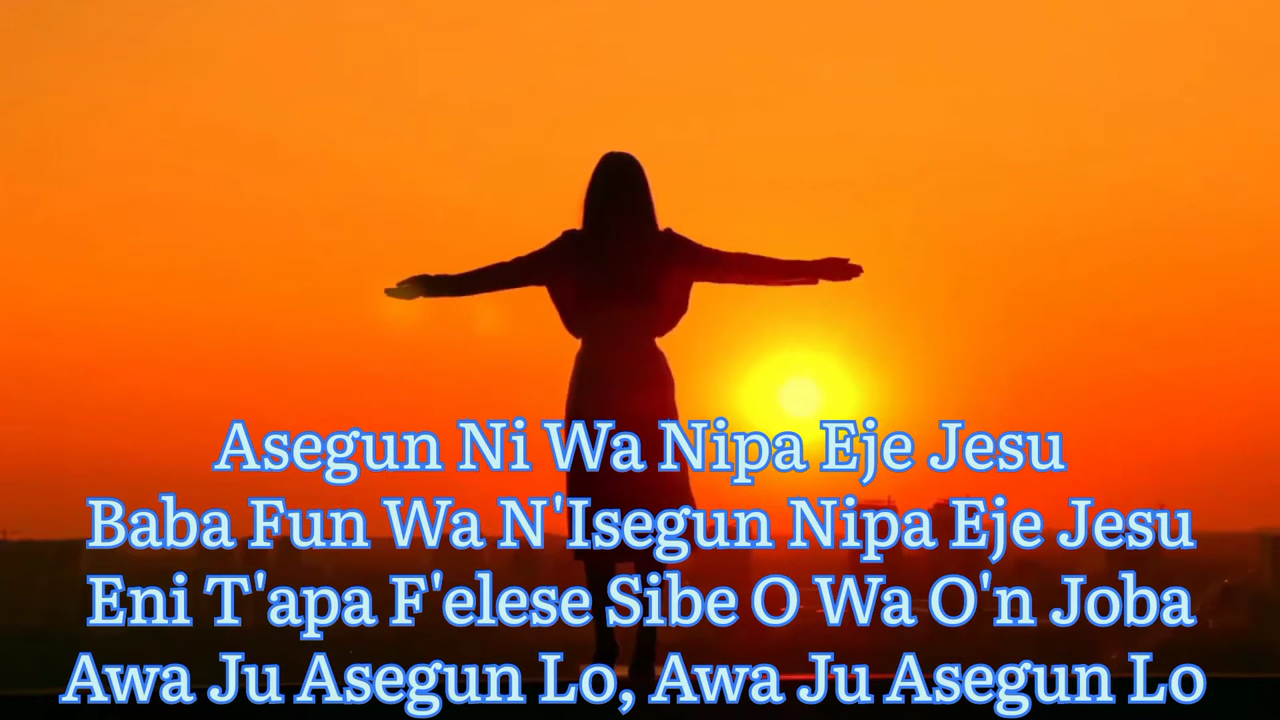 Asegun Ni Wa Nipa Eje Jesu
Baba Fun Wa N'Isegun Nipa Eje Jesu
Eni T'apa F'elese Sibe O Wa O'n Joba
Awa Ju Asegun Lo, Awa Ju Asegun Lo